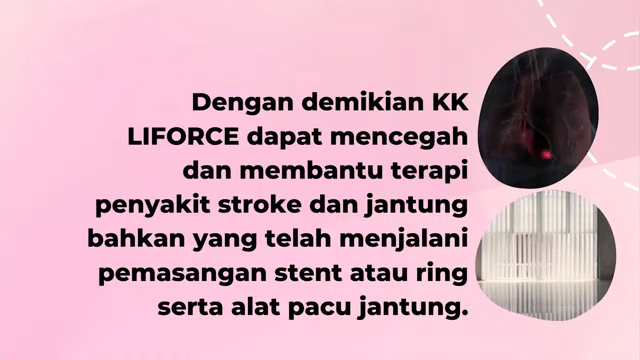 Dengan demikian KK
LIFORCE dapat mencegah
dan membantu terapi
penyakit stroke dan jantung
bahkan yang telah menjalani
pemasangan stent atau ring
serta alat pacu jantung.